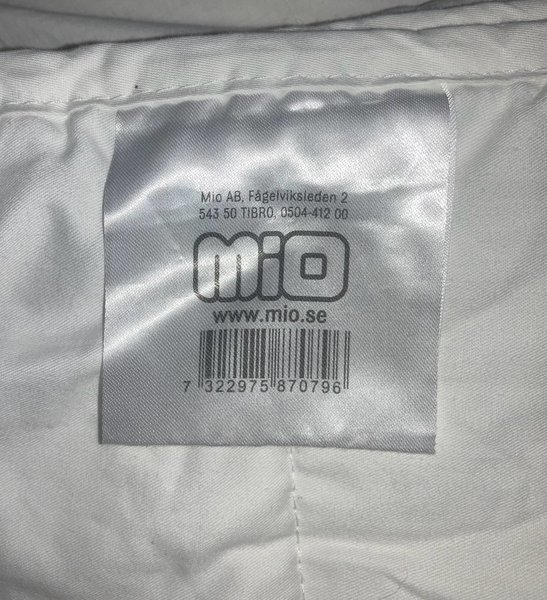 Mio AB, Fågelviksleden 2
543 50 TIBRO, 0504-412 00
MiO
www.mio.se
7 322975 870796